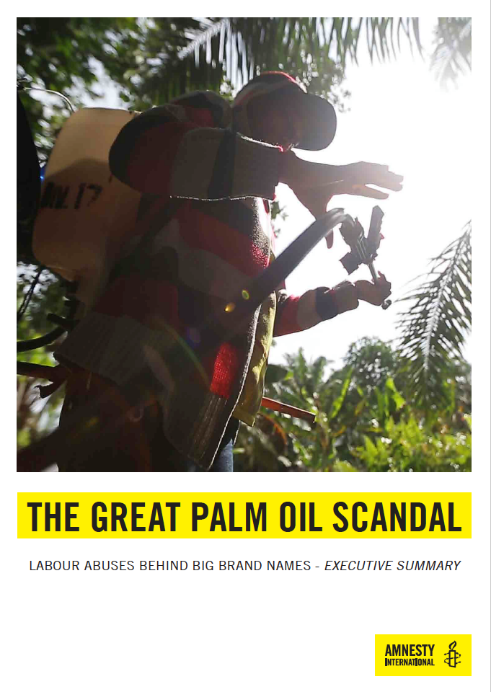 THE GREAT PALM OIL SCANDAL
LABOUR ABUSES BEHIND BIG BRAND NAMES - EXECUTIVE SUMMARY
AMNESTY
INTERNATIONAL